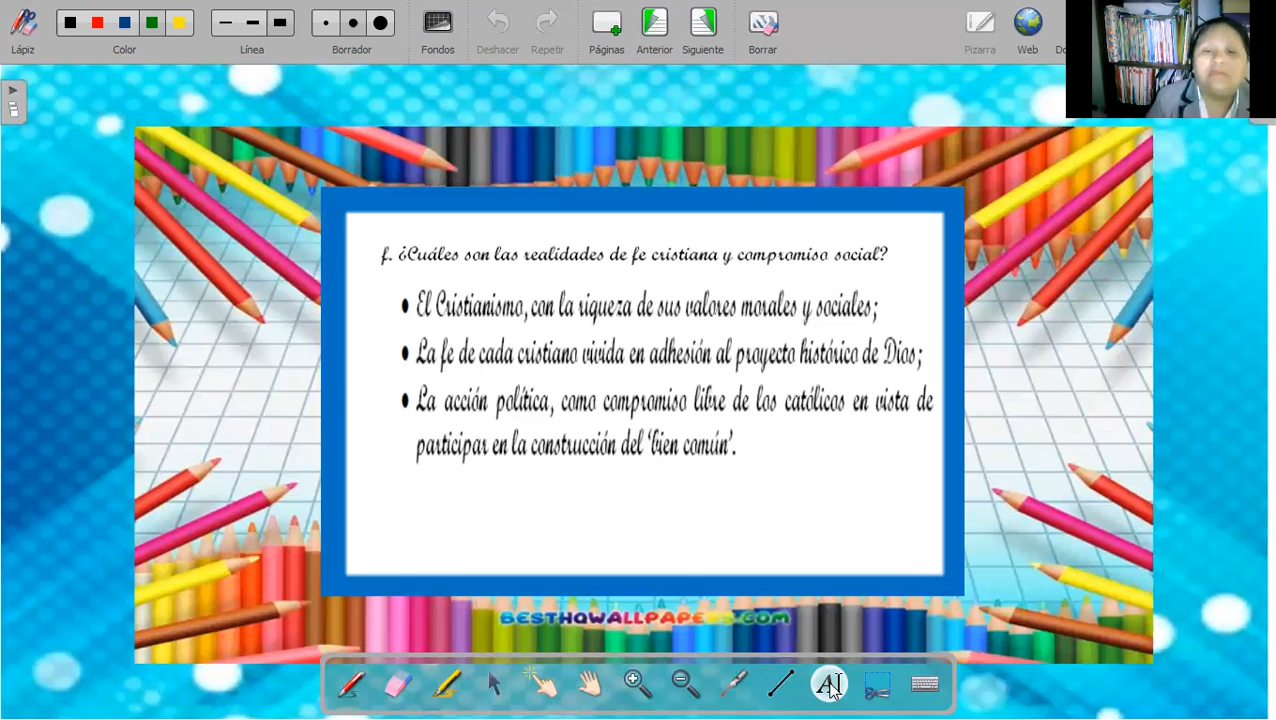 Lápiz
Color
Línea
Borrador
Fondos
Deshacer
Repetir
Páginas
Anterior
Siguiente
Borrar
Pizarra
Web
f. ¿Cuáles son las realidades de fe cristiana y compromiso social?
• El Cristianismo, con la riqueza de sus valores morales y sociales;
• La fe de cada cristiano vivida en adhesión al proyecto histórico de Dios;
• La acción política, como compromiso libre de los católicos en vista de
participar en la construcción del 'bien común'.
BESTHQWALLPAPERS.COM
AI